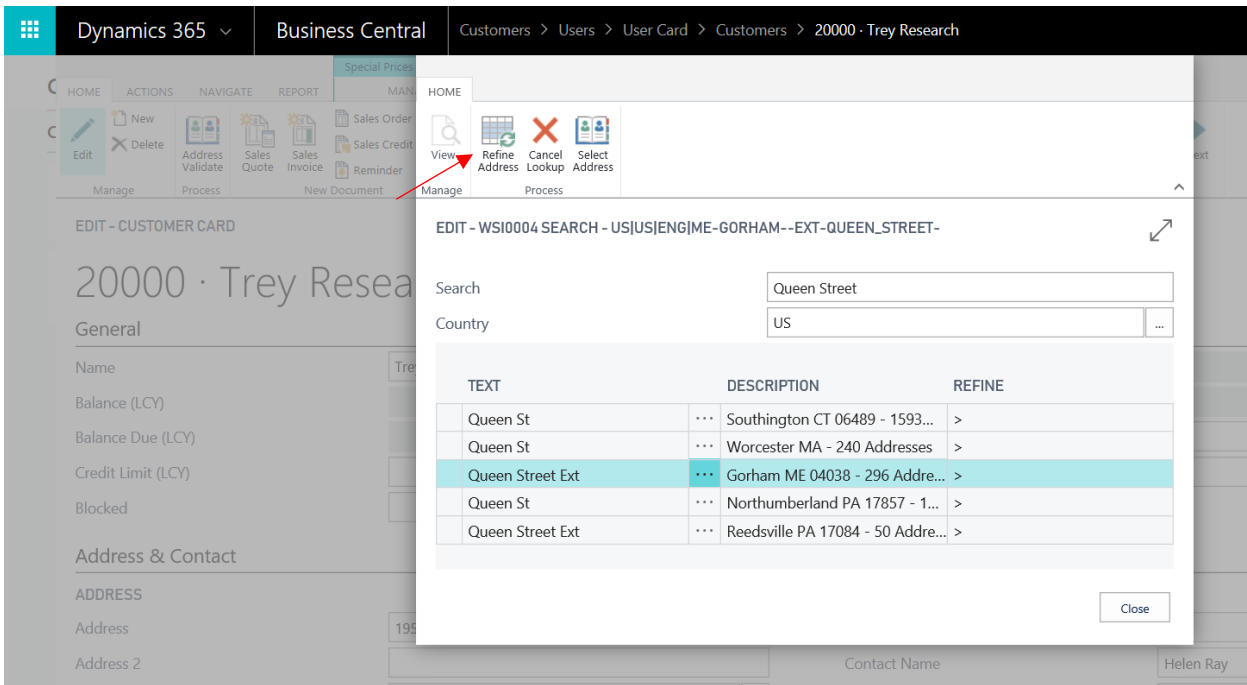 Dynamics 365 Business Central Customers > Users > User Card > Customers > 20000 · Trey Research
Special Prices
HOME ACTIONS NAVIGATE REPORT MAN
HOME
Edit
New
Delete
Manage
Address Validate
Process
Sales Quote
Sales Invoice
Sales Order
Sales Credit
Reminder
New Document
View
Manage
Refine Address
Cancel Lookup
Select Address
Process
ext
EDIT - CUSTOMER CARD
20000 · Trey Resea
General
Name Tre
Balance (LCY)
Balance Due (LCY)
Credit Limit (LCY)
Blocked
Address & Contact
ADDRESS
Address 195
Address 2
Contact Name Helen Ray
EDIT - WSI0004 SEARCH - US|US|ENG|ME-GORHAM--EXT-QUEEN_STREET-
Search Queen Street
Country US ...
TEXT DESCRIPTION REFINE
Queen St ··· Southington CT 06489 - 1593... >
Queen St ··· Worcester MA - 240 Addresses >
Queen Street Ext ··· Gorham ME 04038 - 296 Addre... >
Queen St ··· Northumberland PA 17857 - 1... >
Queen Street Ext ··· Reedsville PA 17084 - 50 Addre... >
Close